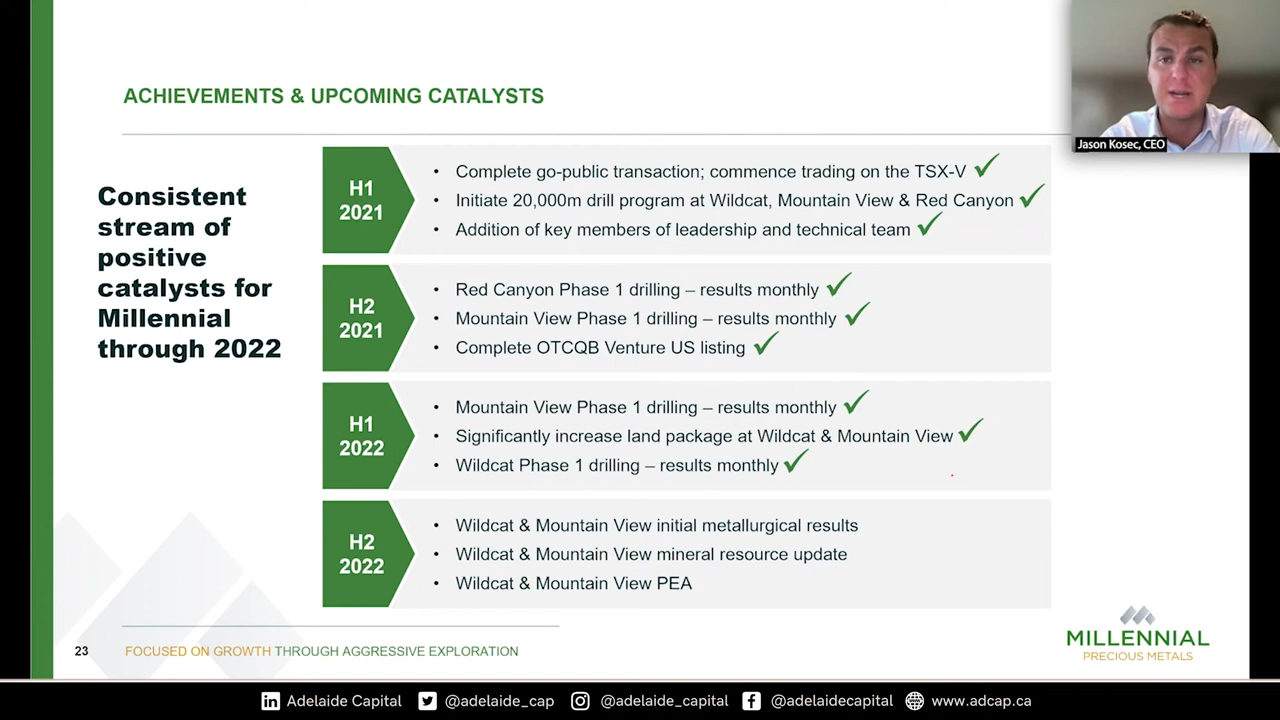 ACHIEVEMENTS & UPCOMING CATALYSTS
Jason Kosec, CEO
Consistent
stream of
positive
catalysts for
Millennial
through 2022
H1
2021
• Complete go-public transaction; commence trading on the TSX-V ✓
• Initiate 20,000m drill program at Wildcat, Mountain View & Red Canyon ✓
• Addition of key members of leadership and technical team ✓
H2
2021
• Red Canyon Phase 1 drilling – results monthly ✓
• Mountain View Phase 1 drilling – results monthly ✓
• Complete OTCQB Venture US listing ✓
H1
2022
• Mountain View Phase 1 drilling – results monthly ✓
• Significantly increase land package at Wildcat & Mountain View ✓
• Wildcat Phase 1 drilling – results monthly ✓
H2
2022
• Wildcat & Mountain View initial metallurgical results
• Wildcat & Mountain View mineral resource update
• Wildcat & Mountain View PEA
23
FOCUSED ON GROWTH THROUGH AGGRESSIVE EXPLORATION
MILLENNIAL
PRECIOUS METALS
Adelaide Capital @adelaide_cap @adelaide_capital @adelaidecapital www.adcap.ca